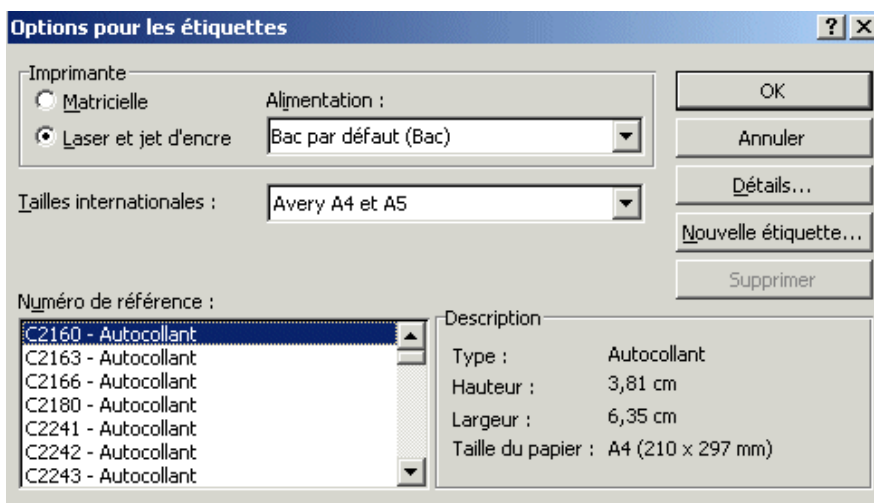 Options pour les étiquettes
Imprimante
Matricielle
Laser et jet d'encre
Alimentation :
Bac par défaut (Bac)
Tailles internationales :
Avery A4 et A5
OK
Annuler
Détails...
Nouvelle étiquette...
Supprimer
Numéro de référence :
C2160 - Autocollant
C2163 - Autocollant
C2166 - Autocollant
C2180 - Autocollant
C2241 - Autocollant
C2242 - Autocollant
C2243 - Autocollant
Description
Type : Autocollant
Hauteur : 3,81 cm
Largeur : 6,35 cm
Taille du papier : A4 (210 x 297 mm)